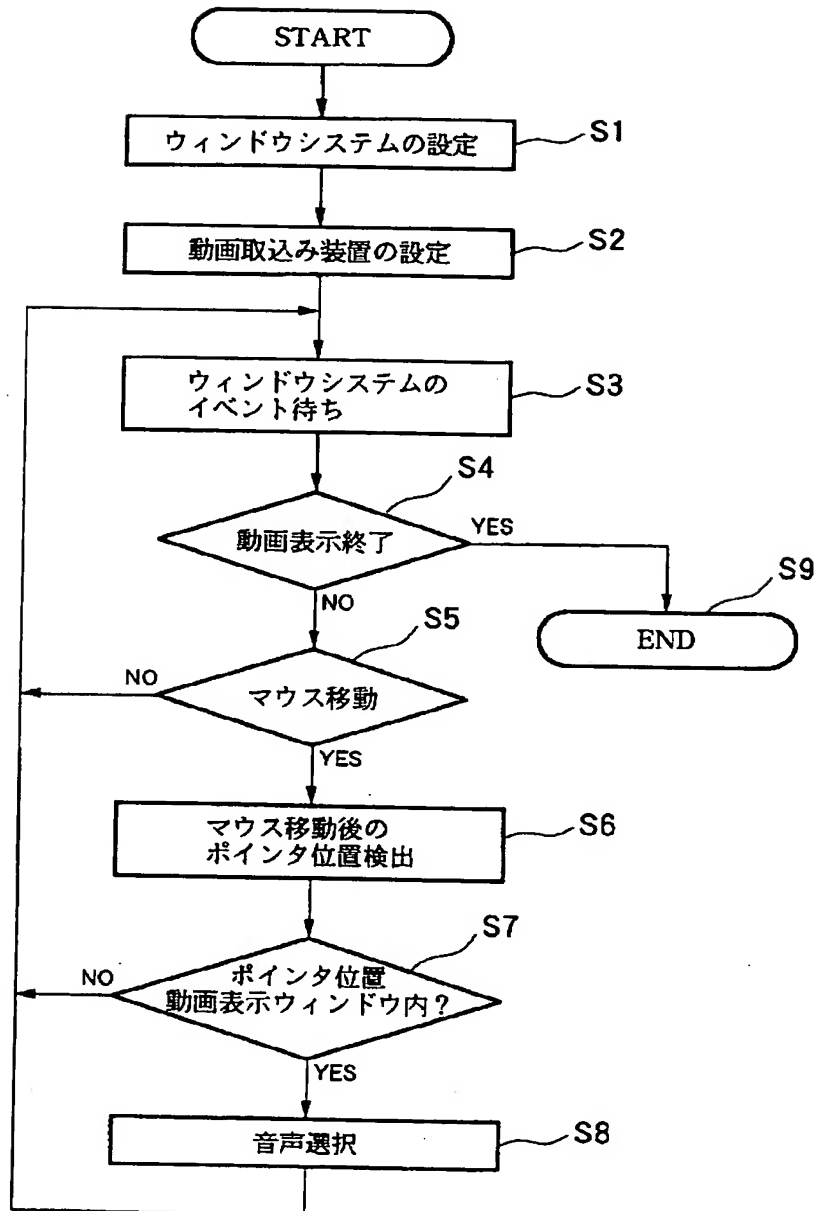 START
ウィンドウシステムの設定
S1
動画取込み装置の設定
S2
ウィンドウシステムの
イベント待ち
S3
S4
動画表示終了
YES
NO
S9
END
S5
マウス移動
NO
YES
マウス移動後の
ポインタ位置検出
S6
S7
ポインタ位置
動画表示ウィンドウ内?
NO
YES
音声選択
S8